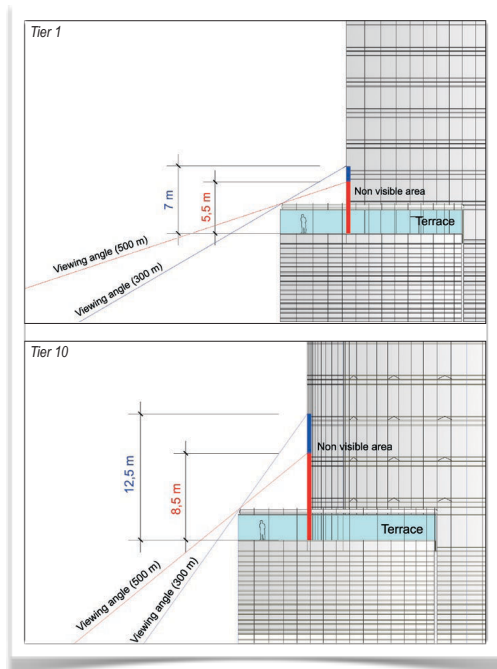 Tier 1
7 m
5,5 m
Non visible area
Terrace
Viewing angle (500 m)
Viewing angle (300 m)
Tier 10
12,5 m
8,5 m
Non visible area
Terrace
Viewing angle (500 m)
Viewing angle (300 m)